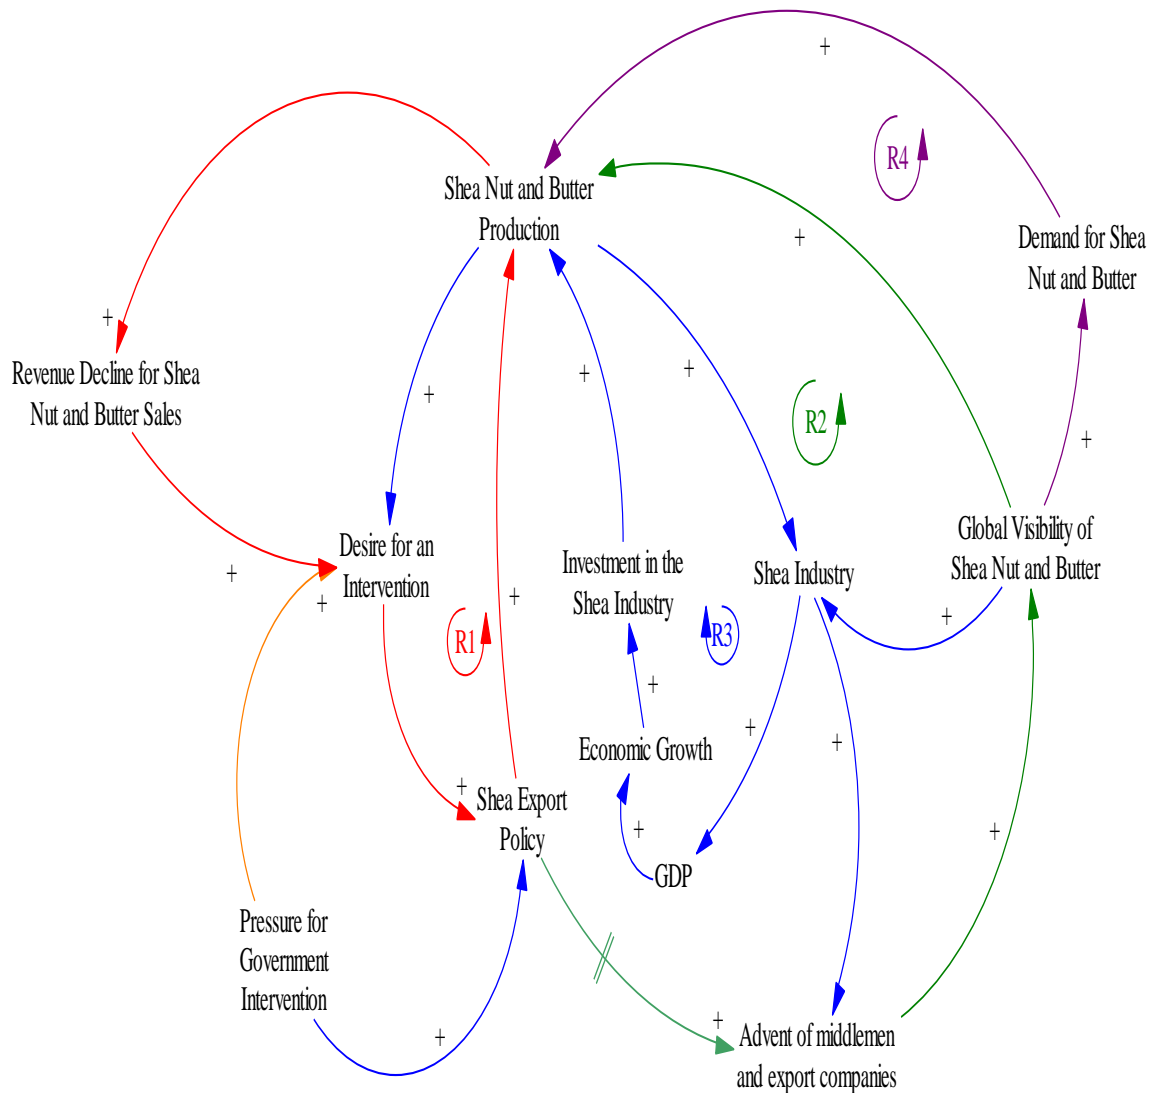 +
R4
Shea Nut and Butter
Production
+
Demand for Shea
Nut and Butter
+
Revenue Decline for Shea
Nut and Butter Sales
+
+
+
R2
+
Global Visibility of
Shea Nut and Butter
Desire for an
Intervention
Investment in the
Shea Industry
Shea Industry
+
+
+
R1
R3
+
+
Economic Growth
+
+
+
Shea Export
Policy
+
+
GDP
Pressure for
Government
Intervention
+
+
Advent of middlemen
and export companies